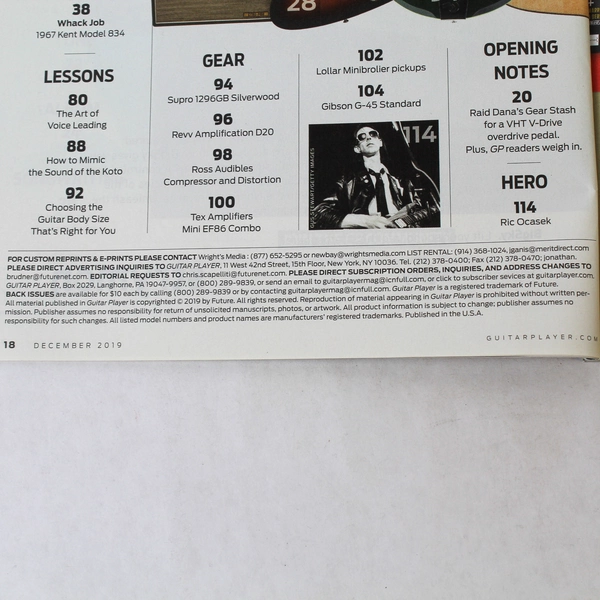 38
Whack Job
1967 Kent Model 834
LESSONS
80
The Art of
Voice Leading
88
How to Mimic
the Sound of the Koto
92
Choosing the
Guitar Body Size
That's Right for You
28
GEAR
94
Supro 1296GB Silverwood
96
Revv Amplification D20
98
Ross Audibles
Compressor and Distortion
100
Tex Amplifiers
Mini EF86 Combo
102
Lollar Minibrolier pickups
104
Gibson G-45 Standard
114
STEWART/GETTY IMAGES
OPENING
NOTES
20
Raid Dana's Gear Stash
for a VHT V-Drive
overdrive pedal.
Plus, GP readers weigh in.
HERO
114
Ric Ocasek
FOR CUSTOM REPRINTS & E-PRINTS PLEASE CONTACT Wright's Media : (877) 652-5295 or newbay@wrightsmedia.com LIST RENTAL: (914) 368-1024, jganis@meritdirect.com
PLEASE DIRECT ADVERTISING INQUIRIES TO GUITAR PLAYER, 11 West 42nd Street, 15th Floor, New York, NY 10036. Tel. (212) 378-0400; Fax (212) 378-0470; jonathan.
brudner@futurenet.com. EDITORIAL REQUESTS TO chris.scapelliti@futurenet.com. PLEASE DIRECT SUBSCRIPTION ORDERS, INQUIRIES, AND ADDRESS CHANGES TO
GUITAR PLAYER, Box 2029, Langhorne, PA 19047-9957, or (800) 289-9839, or send an email to guitarplayermag@icnfull.com, or click to subscriber sevices at guitarplayer.com.
BACK ISSUES are available for $10 each by calling (800) 289-9839 or by contacting guitarplayermag@icnfull.com. Guitar Player is a registered trademark of Future.
All material published in Guitar Player is copyrighted © 2019 by Future. All rights reserved. Reproduction of material appearing in Guitar Player is prohibited without written per-
mission. Publisher assumes no responsibility for return of unsolicited manuscripts, photos, or artwork. All product information is subject to change; publisher assumes no
responsibility for such changes. All listed model numbers and product names are manufacturers' registered trademarks. Published in the U.S.A.
18 DECEMBER 2019
GUITARPLAYER.COM